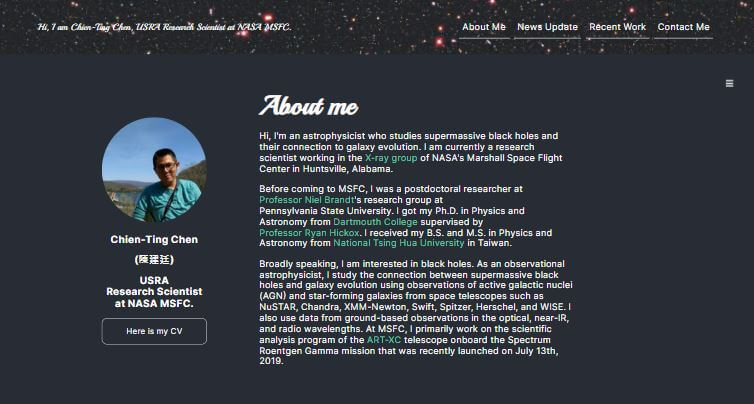 Hi, I am Chien-Ting Chen, USRA Research Scientist at NASA MSFC.
About Me
News Update
Recent Work
Contact Me
About me
Hi, I'm an astrophysicist who studies supermassive black holes and
their connection to galaxy evolution. I am currently a research
scientist working in the X-ray group of NASA's Marshall Space Flight
Center in Huntsville, Alabama.
Before coming to MSFC, I was a postdoctoral researcher at
Professor Niel Brandt's research group at
Pennsylvania State University. I got my Ph.D. in Physics and
Astronomy from Dartmouth College supervised by
Professor Ryan Hickox. I received my B.S. and M.S. in Physics and
Astronomy from National Tsing Hua University in Taiwan.
Broadly speaking, I am interested in black holes. As an observational
astrophysicist, I study the connection between supermassive black
holes and galaxy evolution using observations of active galactic nuclei
(AGN) and star-forming galaxies from space telescopes such as
NuSTAR, Chandra, XMM-Newton, Swift, Spitzer, Herschel, and WISE. I
also use data from ground-based observations in the optical, near-IR,
and radio wavelengths. At MSFC, I primarily work on the scientific
analysis program of the ART-XC telescope onboard the Spectrum
Roentgen Gamma mission that was recently launched on July 13th,
2019.
Chien-Ting Chen
(陳建廷)
USRA
Research Scientist
at NASA MSFC.
Here is my CV